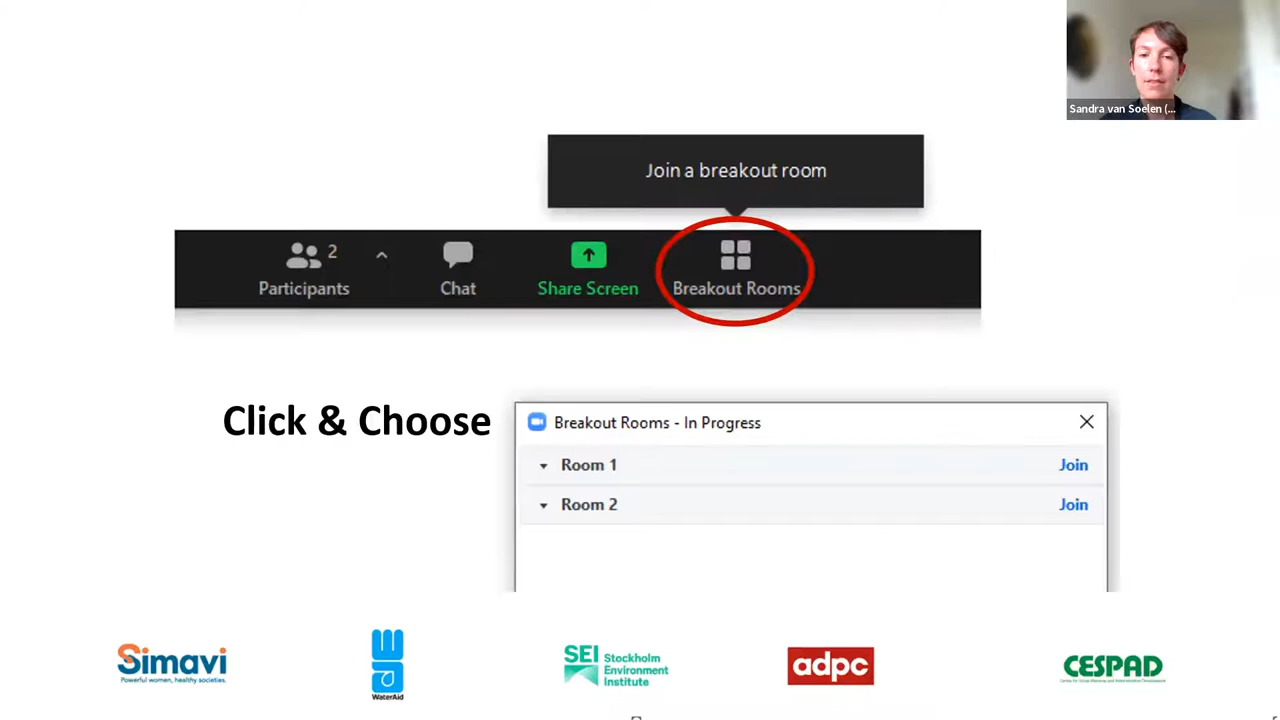 Sandra van Soelen (...
Join a breakout room
2
Participants
Chat
Share Screen
Breakout Rooms
Click & Choose
Breakout Rooms - In Progress
Room 1 Join
Room 2 Join
Simavi
Powerful women, healthy societies.
WaterAid
SEI Stockholm
Environment
Institute
adpc
CESPAD